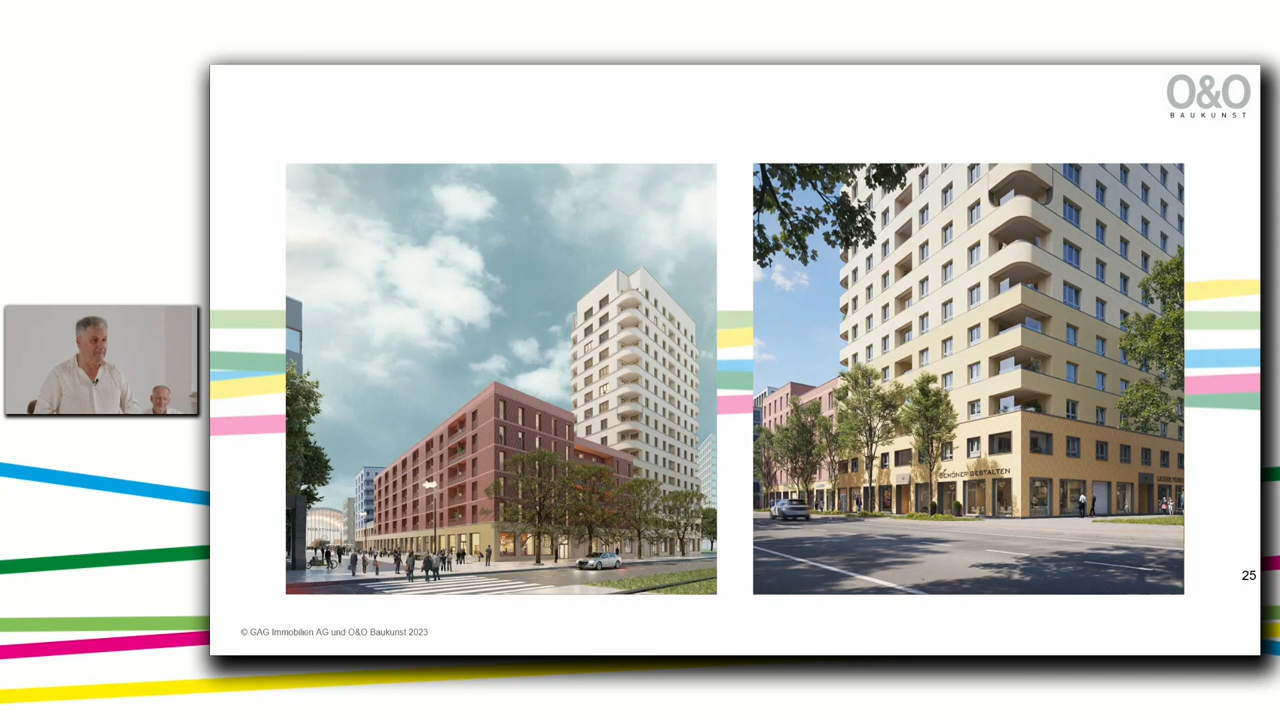 O&O
BAUKUNST
SCHÖNER GESTALTEN
25
© GAG Immobilien AG und O&O Baukunst 2023